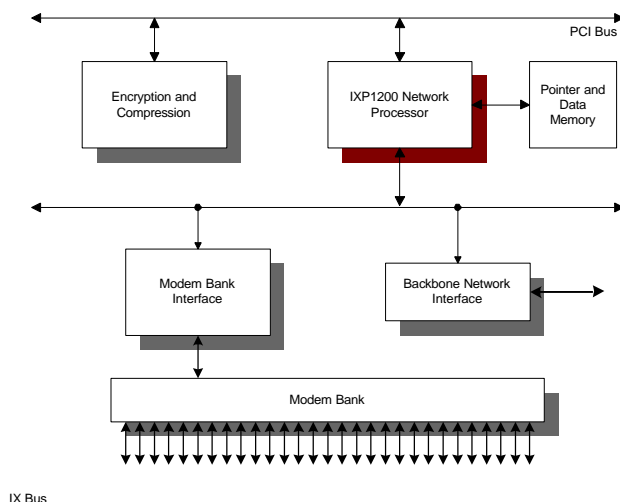 PCI Bus
Encryption and
Compression
IXP1200 Network
Processor
Pointer and
Data
Memory
Modem Bank
Interface
Backbone Network
Interface
Modem Bank
IX Bus